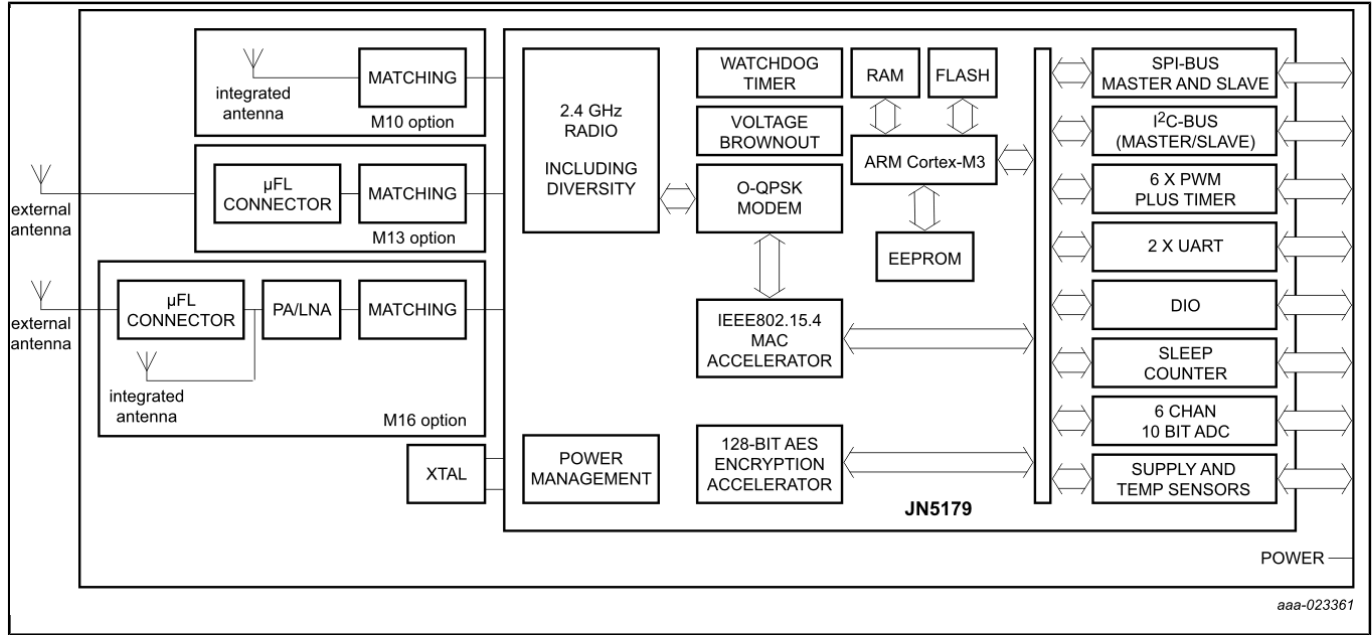 integrated
antenna
MATCHING
M10 option
external
antenna
µFL
CONNECTOR
MATCHING
M13 option
external
antenna
µFL
CONNECTOR
PA/LNA
MATCHING
integrated
antenna
M16 option
XTAL
2.4 GHz
RADIO
INCLUDING
DIVERSITY
POWER
MANAGEMENT
WATCHDOG
TIMER
VOLTAGE
BROWNOUT
O-QPSK
MODEM
IEEE802.15.4
MAC
ACCELERATOR
128-BIT AES
ENCRYPTION
ACCELERATOR
RAM
FLASH
ARM Cortex-M3
EEPROM
JN5179
SPI-BUS
MASTER AND SLAVE
I²C-BUS
(MASTER/SLAVE)
6 X PWM
PLUS TIMER
2 X UART
DIO
SLEEP
COUNTER
6 CHAN
10 BIT ADC
SUPPLY AND
TEMP SENSORS
POWER
aaa-023361